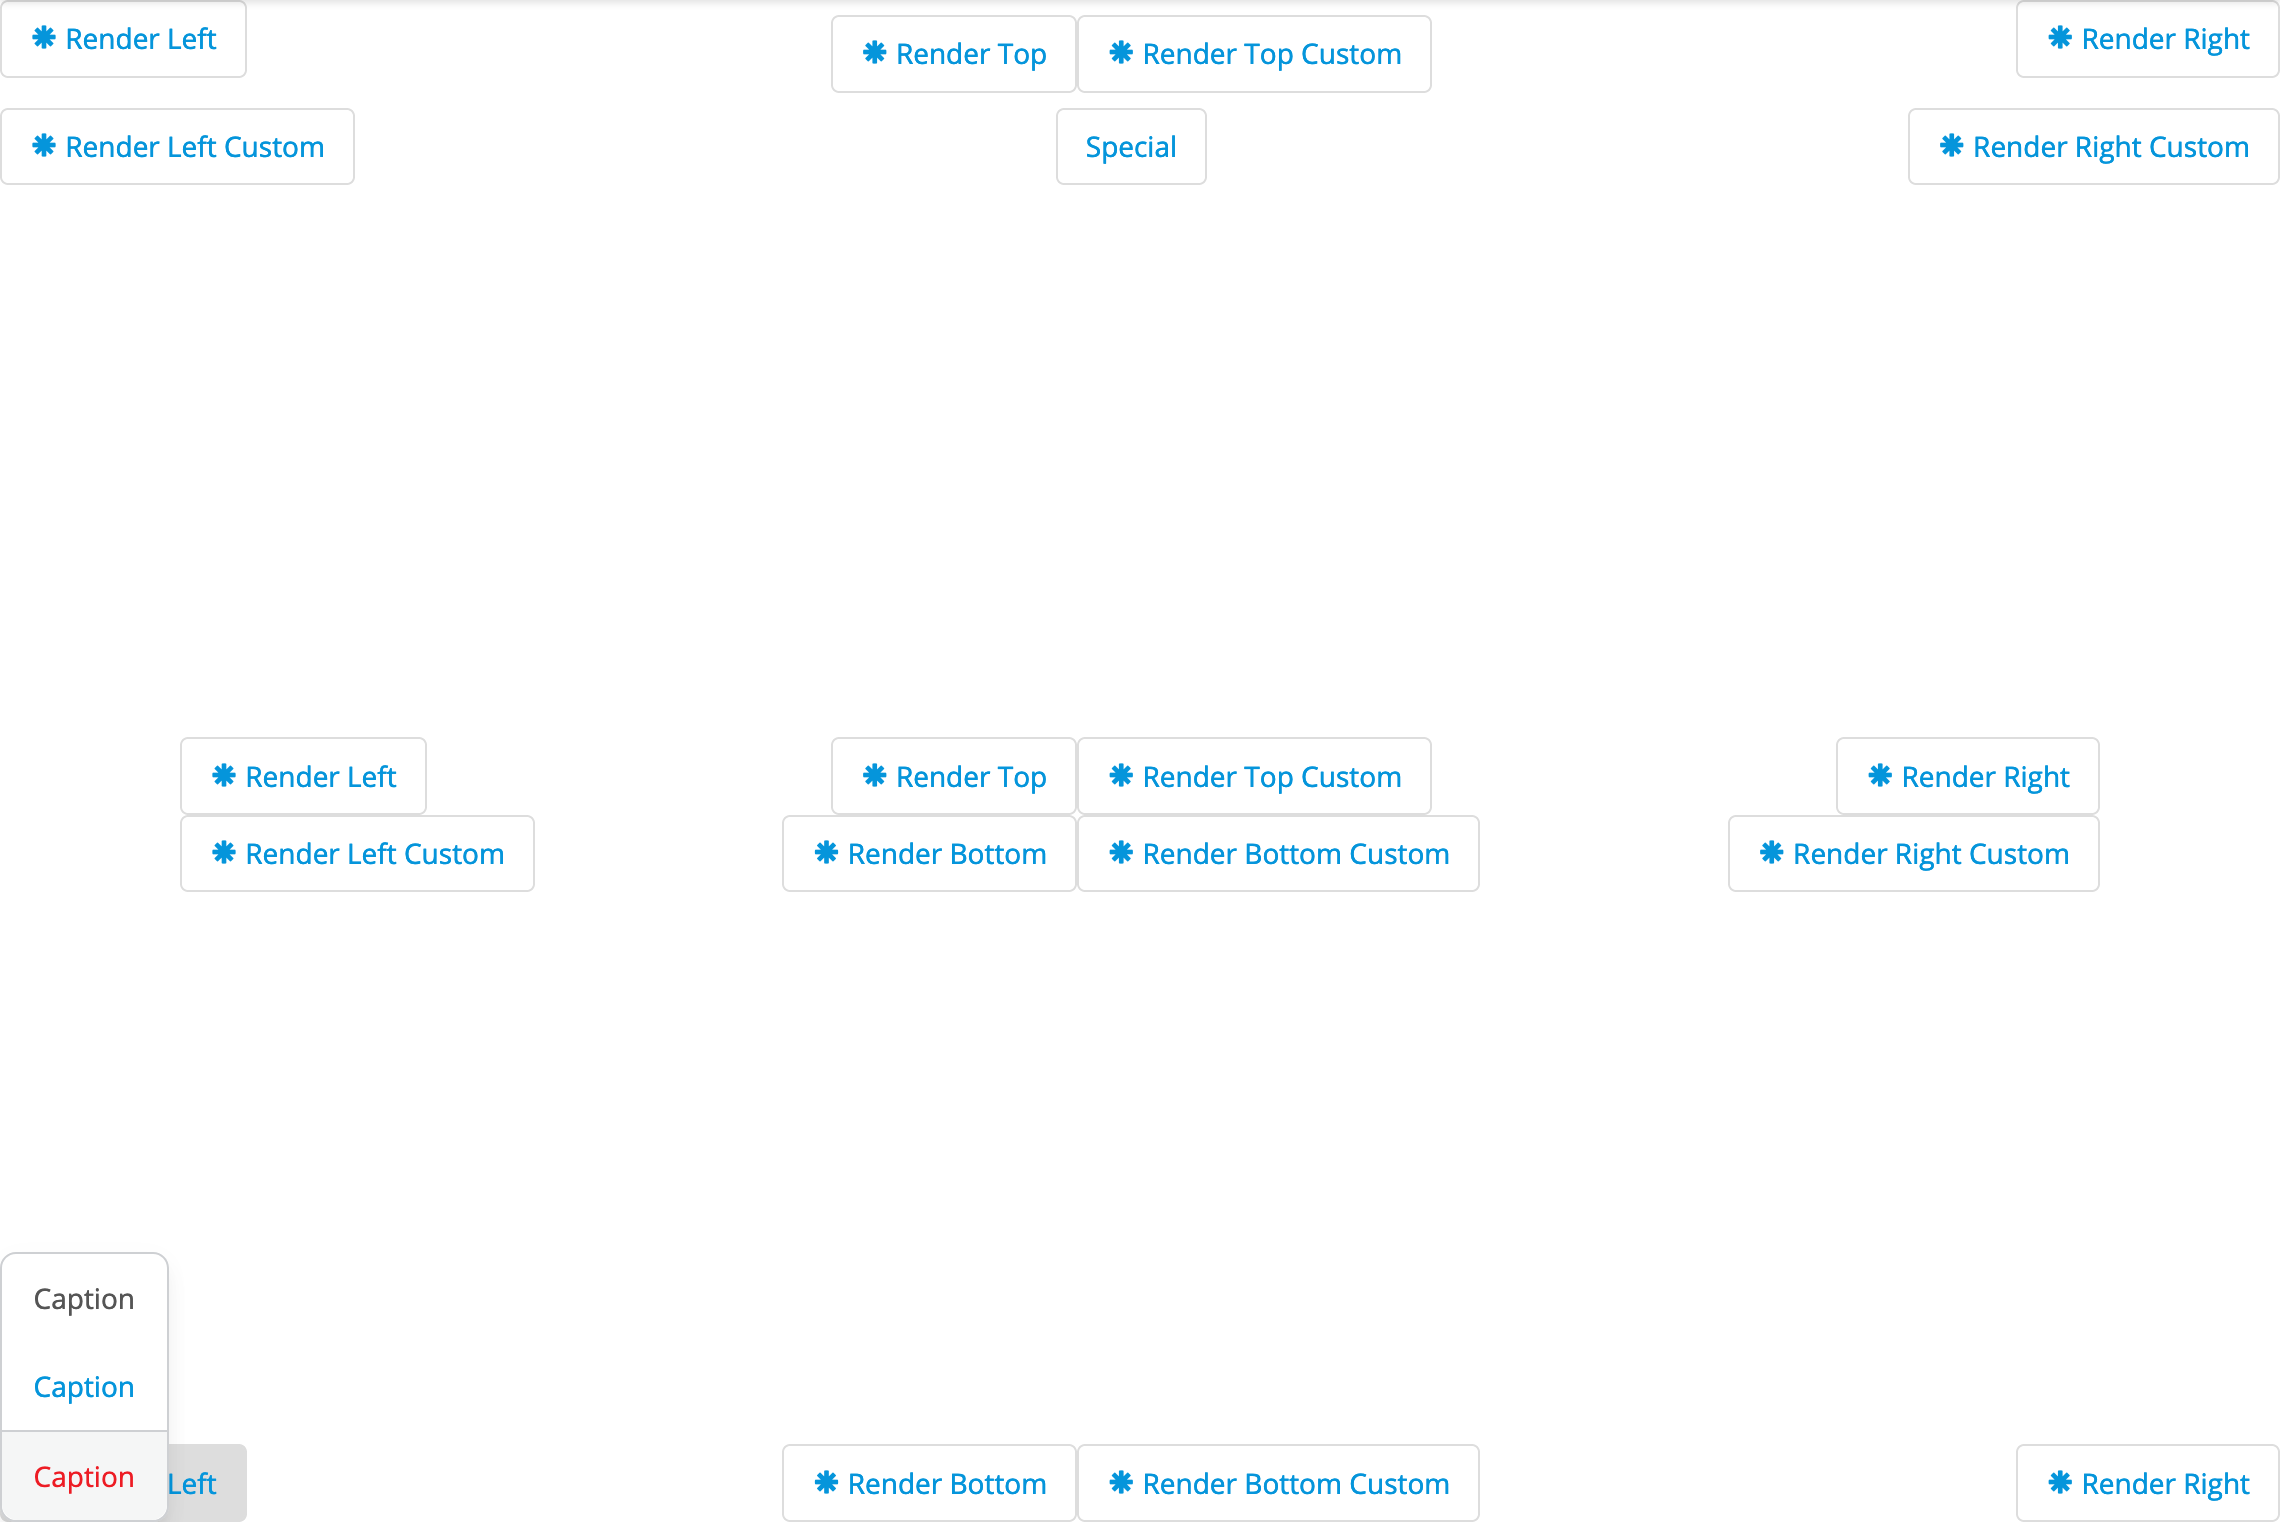 Render Left
Render Top
Render Top Custom
Render Right
Render Left Custom
Special
Render Right Custom
Render Left
Render Top
Render Top Custom
Render Right
Render Left Custom
Render Bottom
Render Bottom Custom
Render Right Custom
Caption
Caption
Caption
Left
Render Bottom
Render Bottom Custom
Render Right